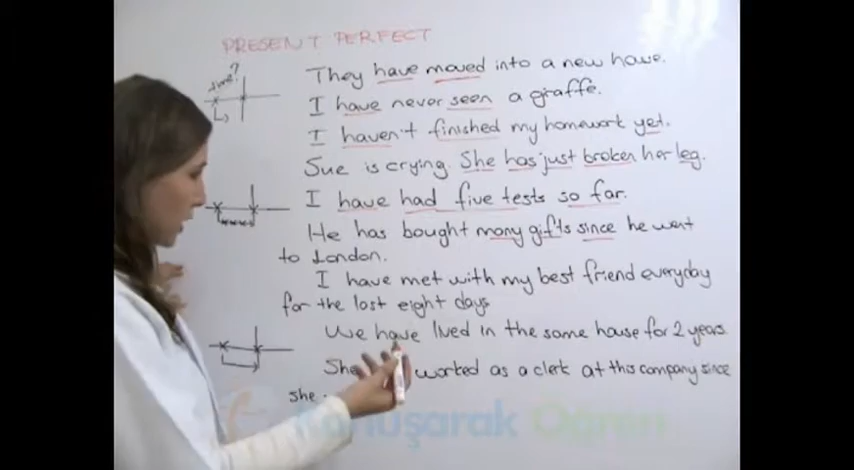 PRESENT PERFECT
time?
They have moved into a new house.
I have never seen a giraffe.
I haven't finished my homework yet.
Sue is crying. She has just broken her leg.
I have had five tests so far.
He has bought many gifts since he went
to London.
I have met with my best friend everyday
for the last eight days
We have lived in the same house for 2 years
She worked as a clerk at this company since
she
Konuşarak Öğren